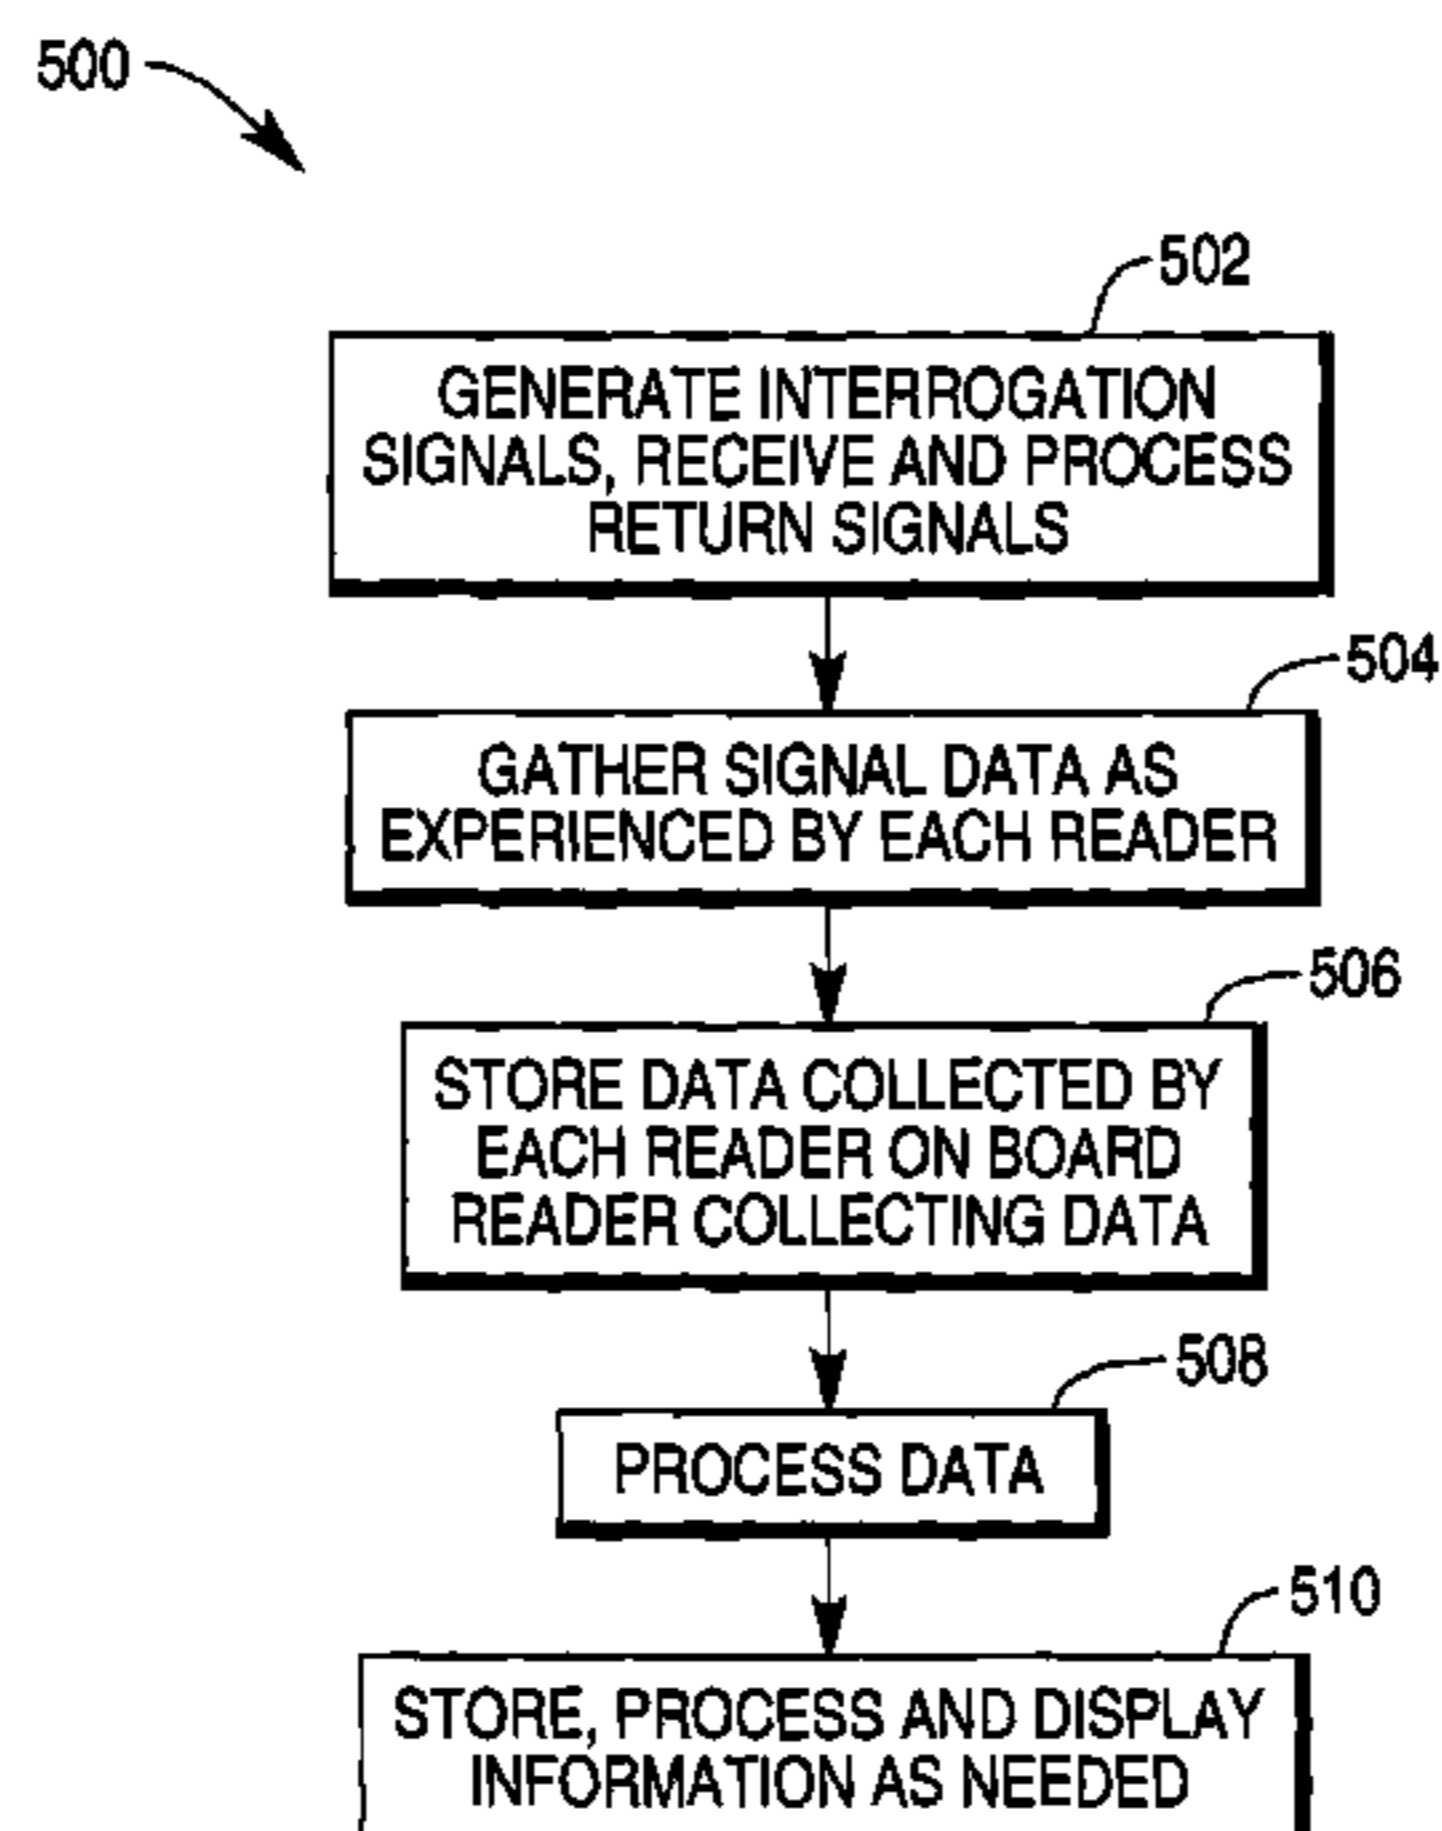 500
502
GENERATE INTERROGATION
SIGNALS, RECEIVE AND PROCESS
RETURN SIGNALS
504
GATHER SIGNAL DATA AS
EXPERIENCED BY EACH READER
506
STORE DATA COLLECTED BY
EACH READER ON BOARD
READER COLLECTING DATA
508
PROCESS DATA
510
STORE, PROCESS AND DISPLAY
INFORMATION AS NEEDED